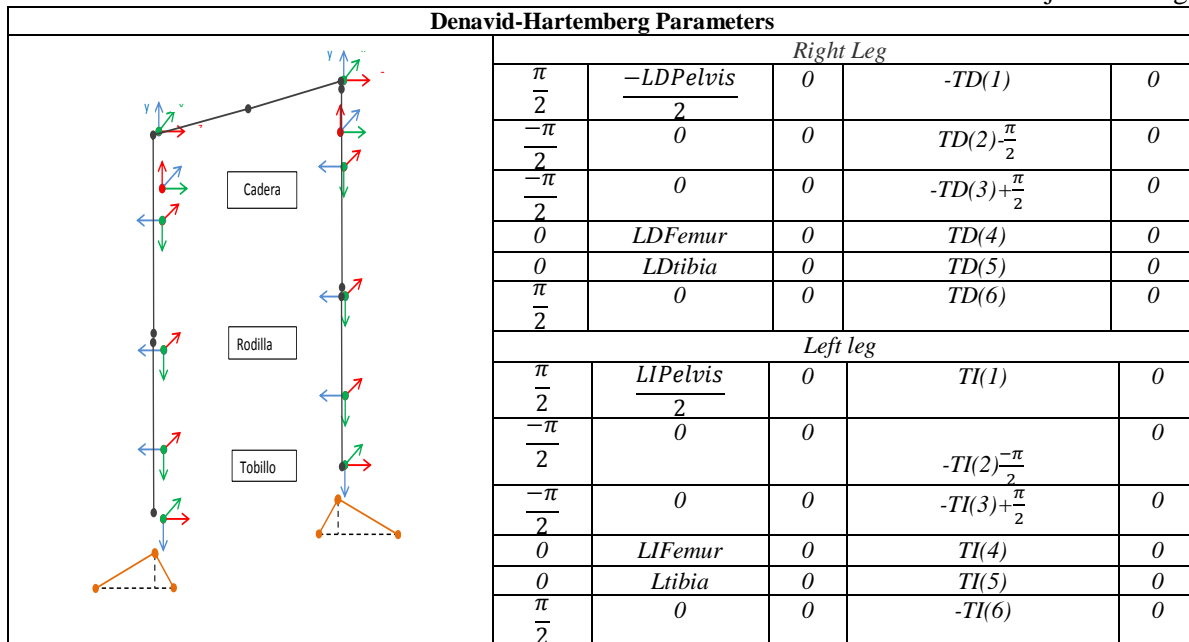 Denavid-Hartemberg Parameters
y
y
Cadera
Rodilla
Tobillo
Right Leg
π/2 −LDPelvis/2 0 -TD(1) 0
−π/2 0 0 TD(2)-π/2 0
−π/2 0 0 -TD(3)+π/2 0
0 LDFemur 0 TD(4) 0
0 LDtibia 0 TD(5) 0
π/2 0 0 TD(6) 0
Left leg
π/2 LIPelvis/2 0 TI(1) 0
−π/2 0 0 -TI(2)−π/2 0
−π/2 0 0 -TI(3)+π/2 0
0 LIFemur 0 TI(4) 0
0 Ltibia 0 TI(5) 0
π/2 0 0 -TI(6) 0